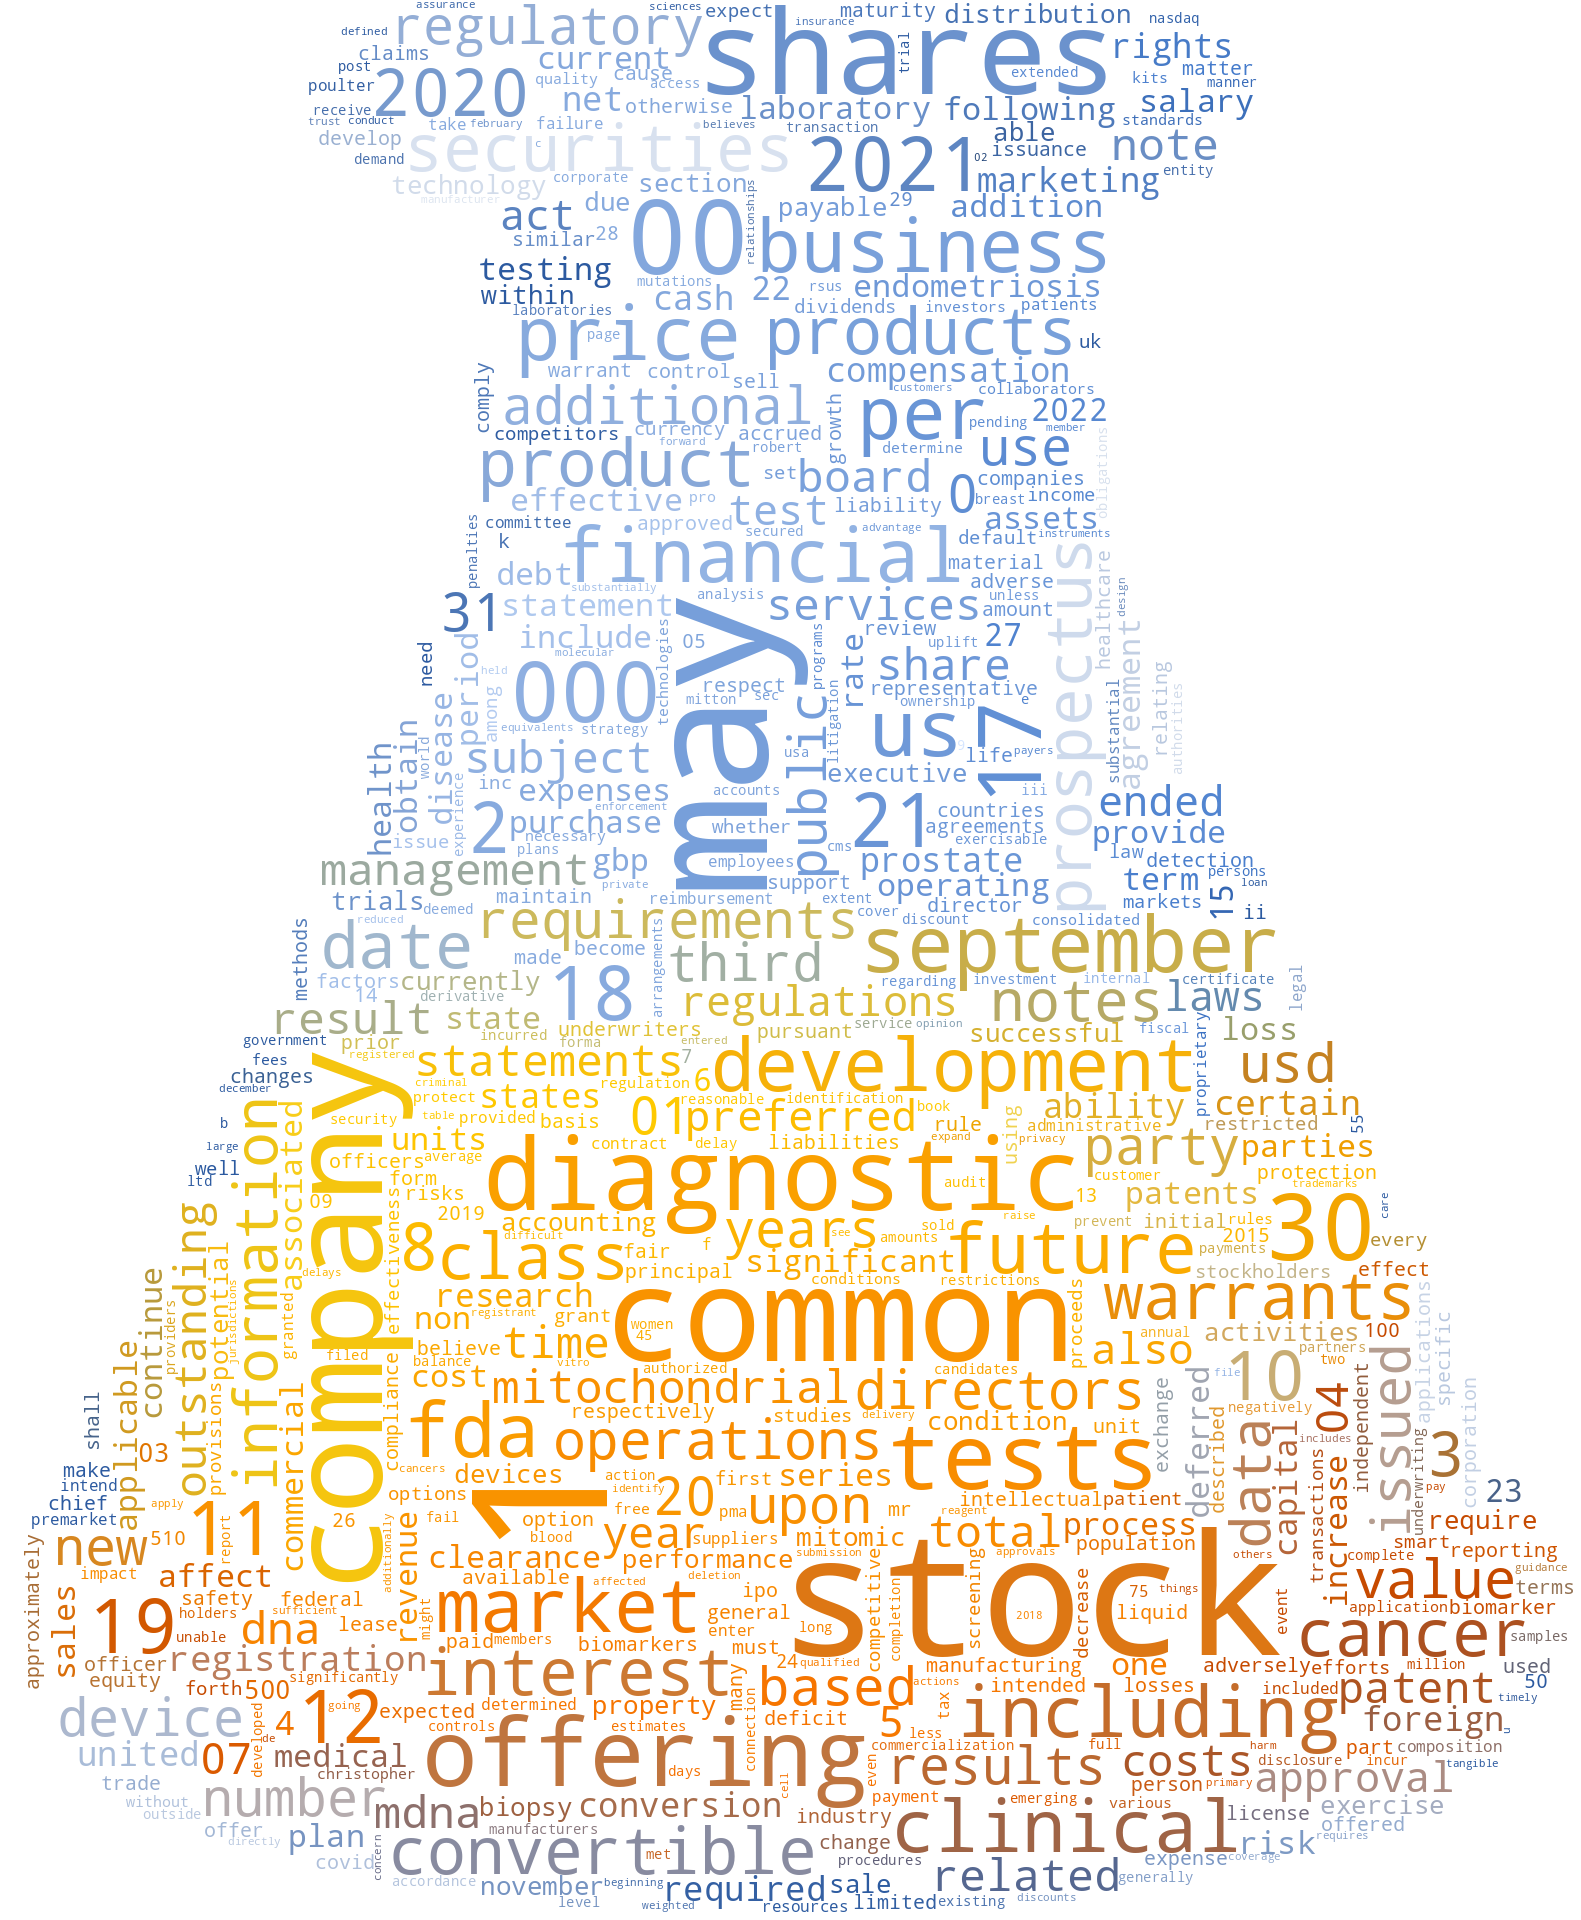 assurance
sciences
expect
maturity
distribution
nasdaq
defined
regulatory
insurance
shares
rights
claims
current
trial
post
quality
cause
access
extended
kits
matter
manner
poulter
2020
net
otherwise
laboratory
following
salary
receive
trust
conduct
take
february
failure
believes
transaction
able
standards
develop
securities
c
2021
02
issuance
note
demand
technology
corporate
section
marketing
entity
manufacturer
act
due
00
relationships
payable
29
addition
similar
28
business
testing
mutations
within
cash
22
rsus
endometriosis
laboratories
dividends
investors
patients
price
page
products
uk
warrant
control
sell
compensation
comply
customers
collaborators
additional
growth
per
2022
competitors
currency
forward
accrued
robert
pending
member
determine
use
obligations
product
set
board
companies
effective
pro
test
liability
0
breast
income
committee
approved
secured
advantage
assets
penalties
k
financial
default
instruments
debt
substantially
material
prospectus
healthcare
design
31
statement
analysis
services
adverse
unless
amount
include
molecular
technologies
05
may
programs
rate
review
uplift
27
need
period
held
000
respect
mitton
sec
share
representative
ownership
e
agreement
relating
disease
among
equivalents
strategy
public
litigation
us
9
17
substantial
authorities
health
obtain
world
subject
usa
life
payers
inc
expenses
accounts
executive
iii
experience
enforcement
2
purchase
whether
21
countries
ended
issue
necessary
plans
agreements
exercisable
provide
gbp
employees
cms
prostate
law
detection
management
private
support
operating
term
persons
loan
trials
deemed
maintain
reimbursement
extent
director
markets
15
ii
reduced
requirements
cover
discount
consolidated
methods
date
made
become
arrangements
third
september
factors
currently
18
regarding
investment
internal
certificate
legal
14
derivative
notes
laws
result
state
incurred
underwriters
regulations
service
opinion
successful
fiscal
proprietary
loss
government
prior
forma
entered
pursuant
fees
registered
company
statements
7
development
usd
changes
december
criminal
protect
states
regulation
6
reasonable
identification
book
b
information
associated
security
table
provided
basis
01
preferred
ability
certain
large
units
contract
delay
liabilities
expand
rule
using
administrative
privacy
restricted
55
well
officers
average
diagnostic
party
parties
ltd
form
audit
customer
protection
09
risks
13
patents
trademarks
care
outstanding
effectiveness
2019
accounting
years
sold
raise
prevent
initial
rules
30
8
difficult
f
see
amounts
2015
every
potential
class
fair
significant
future
payments
continue
delays
principal
conditions
restrictions
stockholders
effect
jurisdictions
research
providers
granted
non
registrant
grant
women
common
proceeds
warrants
applications
specific
applicable
filed
believe
time
45
also
annual
activities
100
balance
vitro
authorized
candidates
partners
two
compliance
cost
mitochondrial
directors
deferred
file
10
issued
shall
commercial
provisions
fda
respectively
studies
delivery
condition
unit
exchange
negatively
independent
corporation
03
operations
tests
described
data
04
includes
3
make
cancers
devices
action
first
series
capital
intend
identify
transactions
underwriting
pay
23
chief
apply
11
options
1
20
intellectual
patient
increase
premarket
26
fail
free
pma
upon
mr
reagent
require
new
510
report
additionally
revenue
option
year
suppliers
total
process
smart
reporting
blood
mitomic
population
approximately
impact
affect
clearance
performance
submission
approvals
others
complete
guidance
available
affected
deletion
competitive
completion
stock
screening
decrease
75
things
value
terms
sales
safety
federal
might
market
ipo
2018
liquid
event
application
biomarker
19
holders
sufficient
general
unable
dna
lease
enter
long
paid
members
biomarkers
must
cancer
samples
officer
registration
24
qualified
manufacturing
one
adversely
efforts
million
used
equity
significantly
interest
many
based
actions
intended
losses
included
patent
50
forth
500
timely
device
developed
4
going
12
expected
determined
property
deficit
5
tax
including
foreign
u
de
controls
estimates
connection
less
united
07
medical
offering
commercialization
full
harm
part
composition
christopher
even
results
costs
disclosure
incur
tangible
trade
days
cell
person
primary
approval
without
number
payment
emerging
various
outside
mdna
biopsy
conversion
industry
license
exercise
offer
directly
plan
manufacturers
clinical
offered
change
risk
requires
concern
convertible
met
procedures
covid
expense
coverage
accordance
related
generally
november
beginning
required
sale
level
weighted
resources
limited
existing
discounts